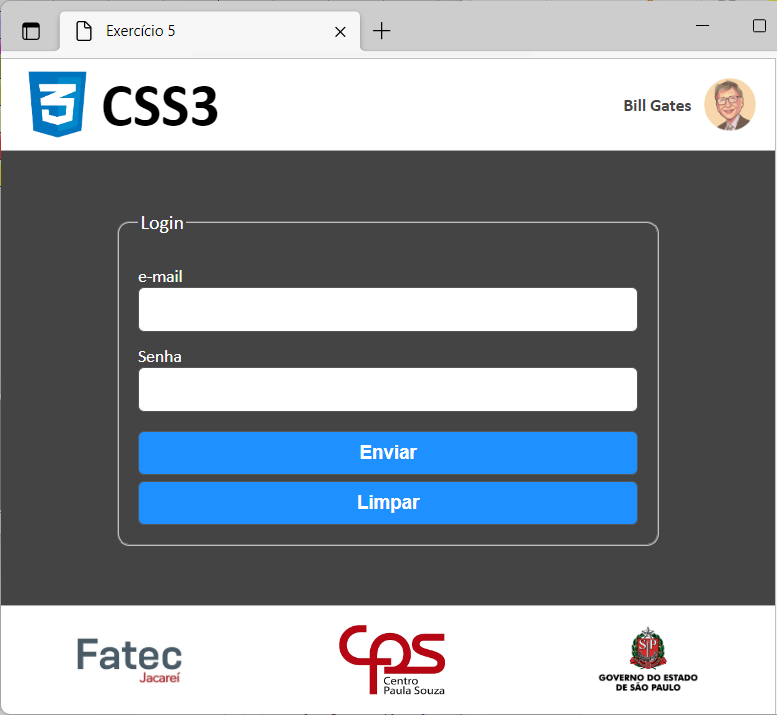 Exercício 5
CSS3
Bill Gates
Login
e-mail
Senha
Enviar
Limpar
Fatec
Jacareí
CPS
Centro
Paula Souza
SP
GOVERNO DO ESTADO
DE SÃO PAULO